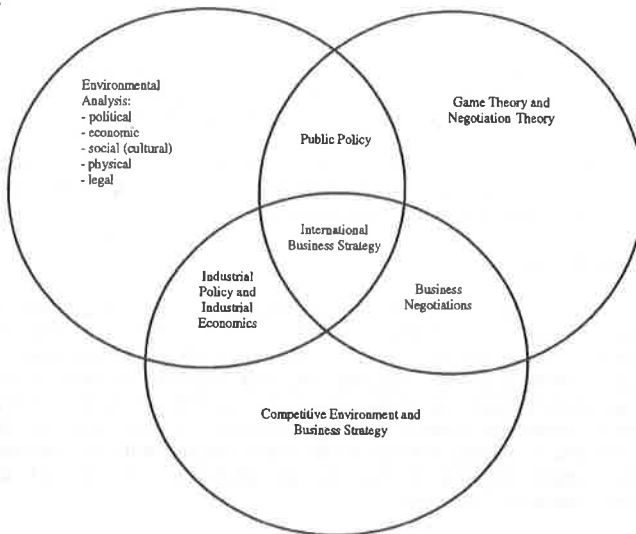 Environmental
Analysis:
- political
- economic
- social (cultural)
- physical
- legal
Game Theory and
Negotiation Theory
Public Policy
International
Business Strategy
Industrial
Policy and
Industrial
Economics
Business
Negotiations
Competitive Environment and
Business Strategy